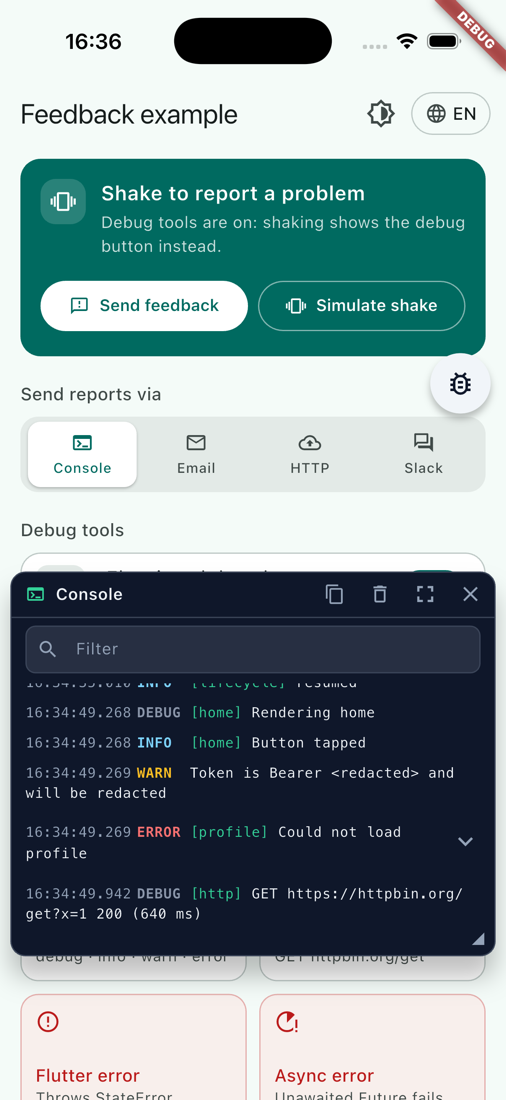 16:36
DEBUG
Feedback example
EN
Shake to report a problem
Debug tools are on: shaking shows the debug
button instead.
Send feedback
Simulate shake
Send reports via
Console
Email
HTTP
Slack
Debug tools
Console
Filter
INFO [lifecycle] resumed
16:34:49.268 DEBUG [home] Rendering home
16:34:49.268 INFO [home] Button tapped
16:34:49.269 WARN Token is Bearer <redacted> and
will be redacted
16:34:49.269 ERROR [profile] Could not load
profile
16:34:49.942 DEBUG [http] GET https://httpbin.org/
get?x=1 200 (640 ms)
debug · info · warn · error
GET httpbin.org/get
Flutter error
Throws StateError
Async error
Unawaited Future fails